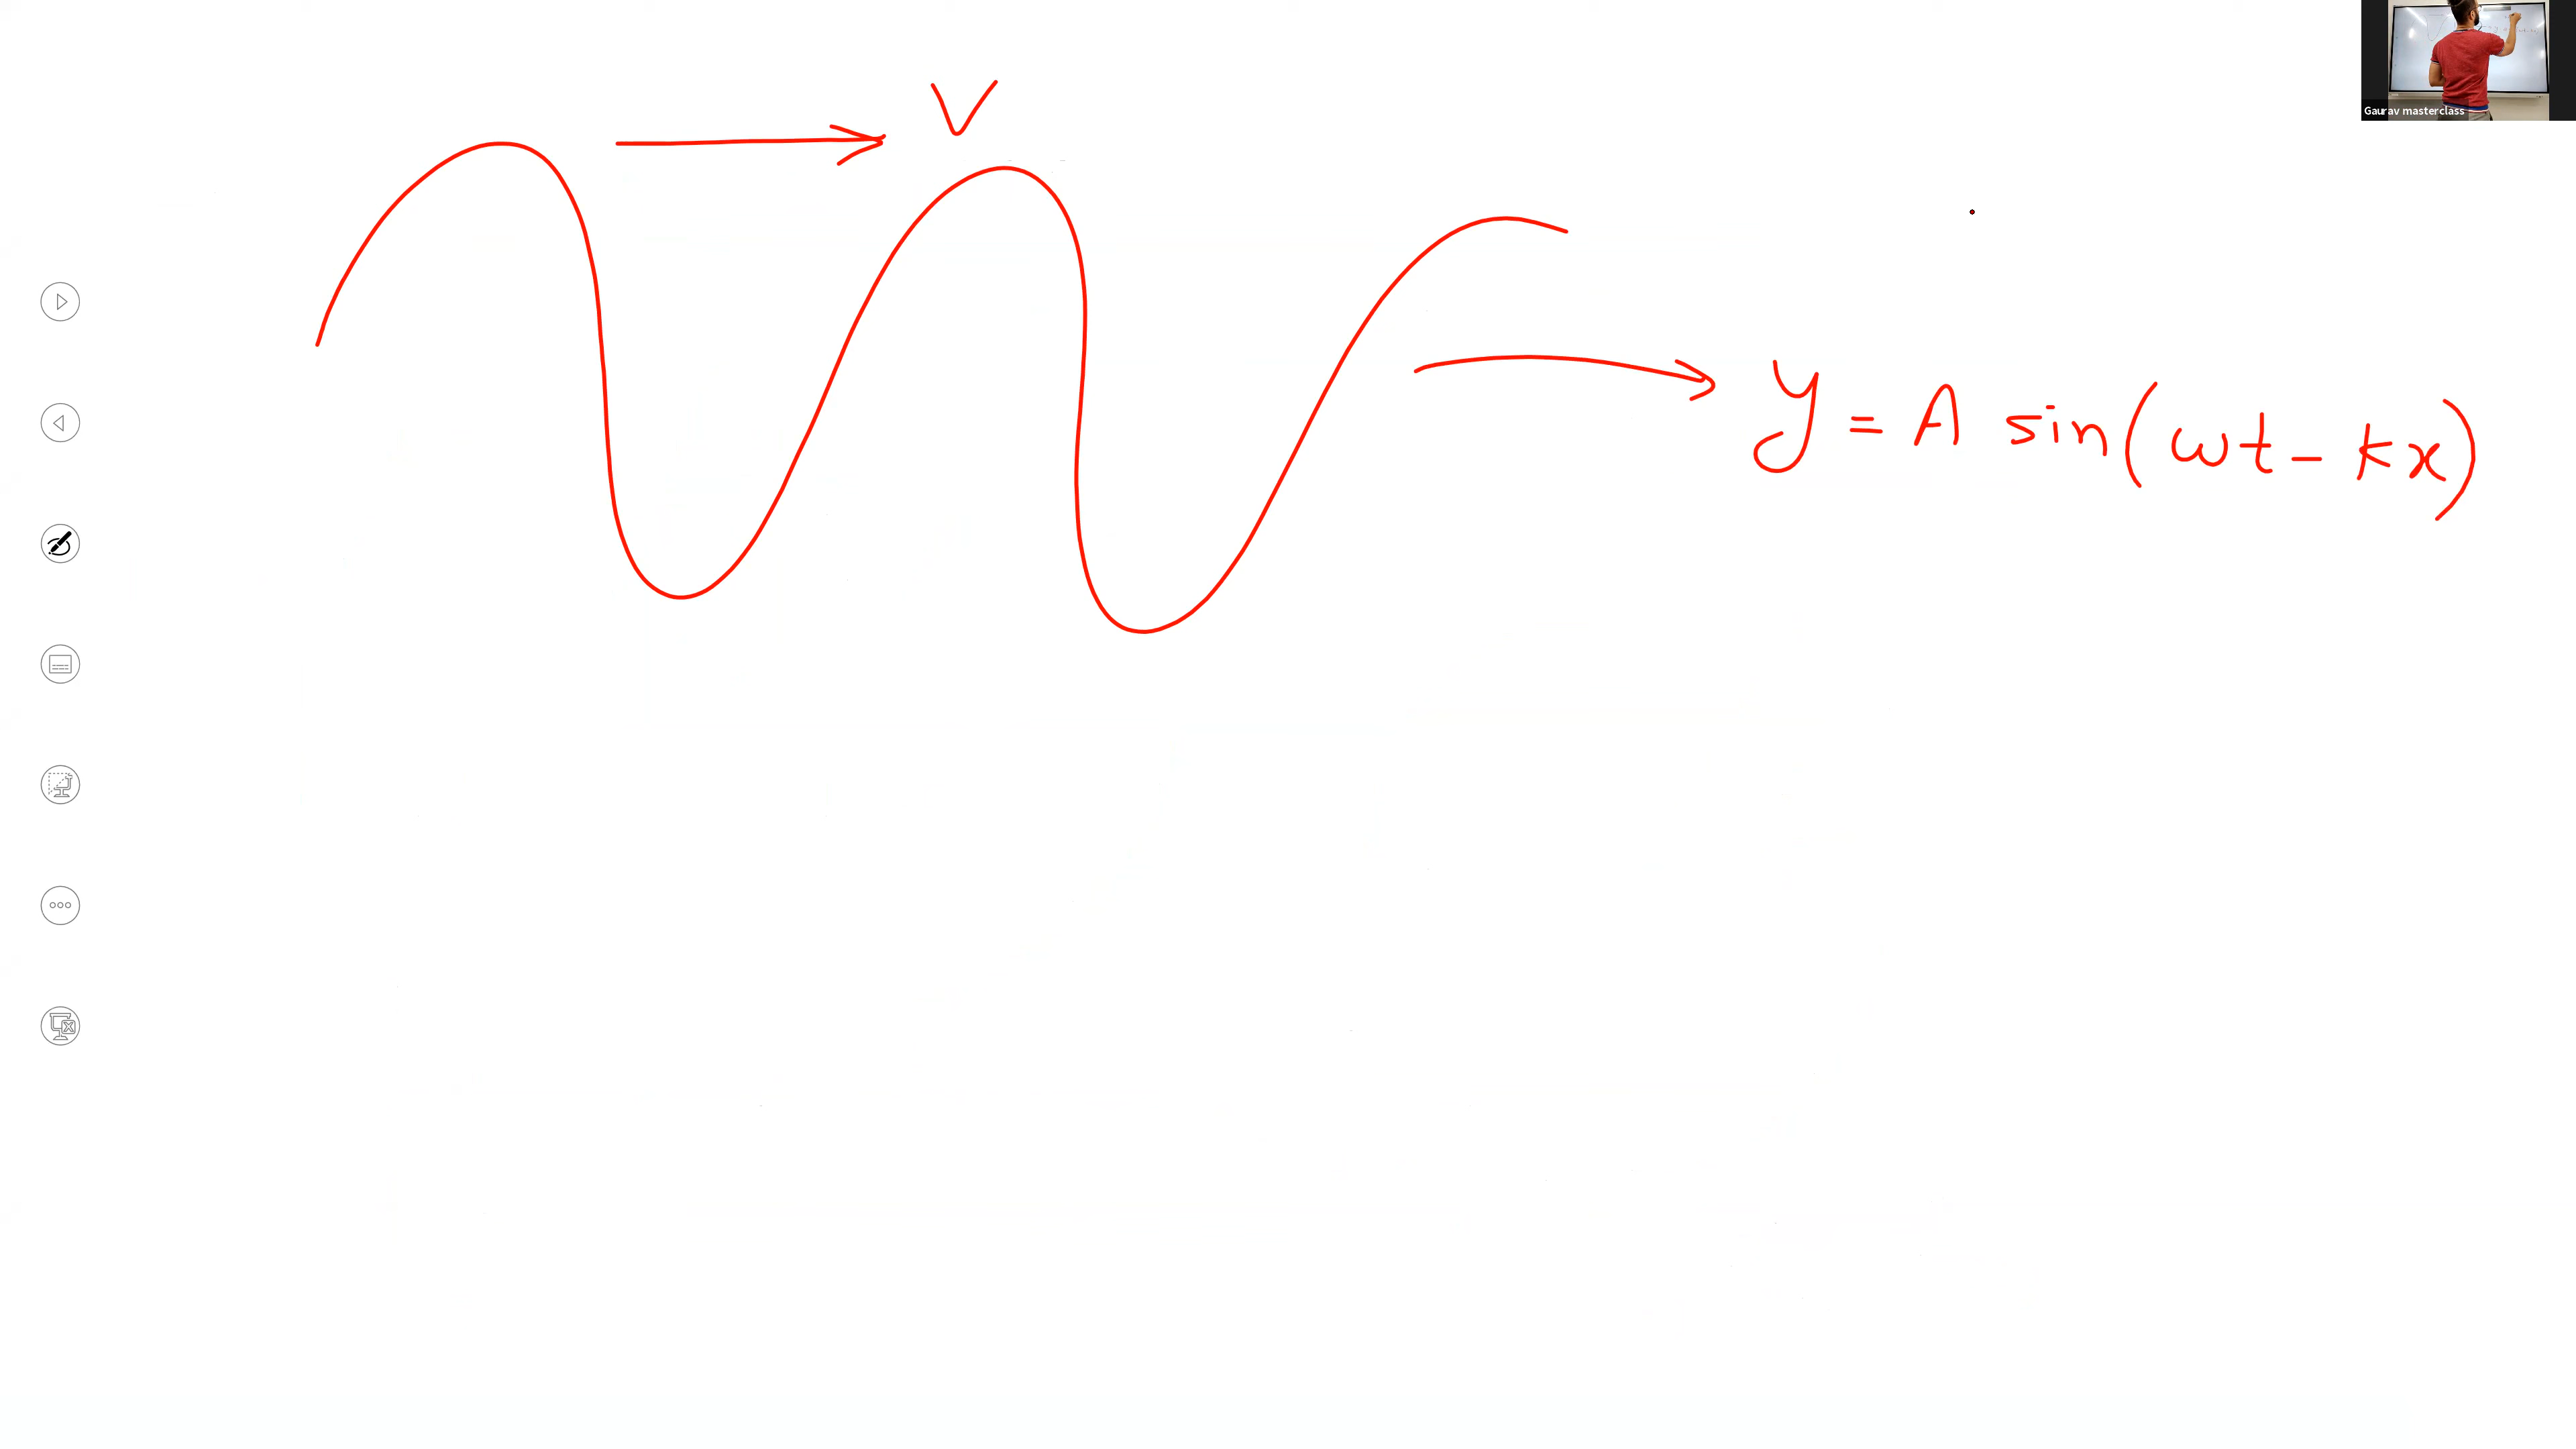 V
y = A sin(ωt - kx)
Gaurav masterclass